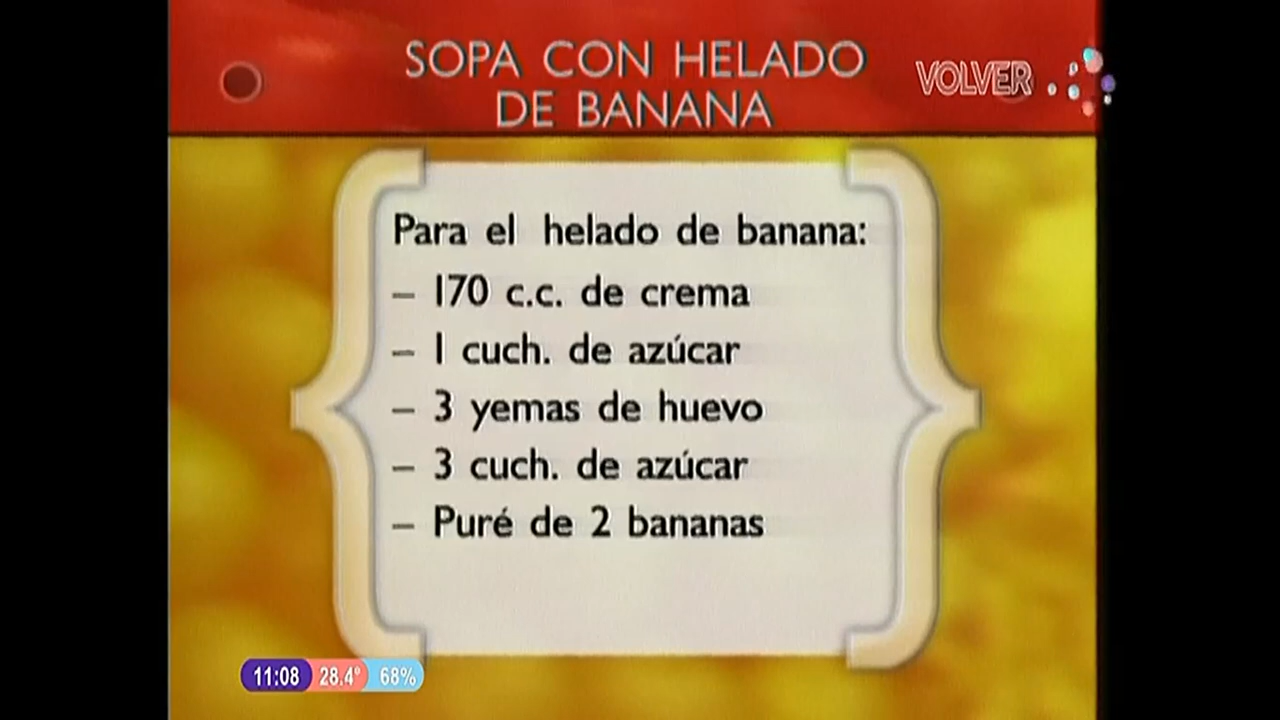 SOPA CON HELADO
DE BANANA
VOLVER
Para el helado de banana:
– 170 c.c. de crema
– 1 cuch. de azúcar
– 3 yemas de huevo
– 3 cuch. de azúcar
– Puré de 2 bananas
11:08 28.4° 68%